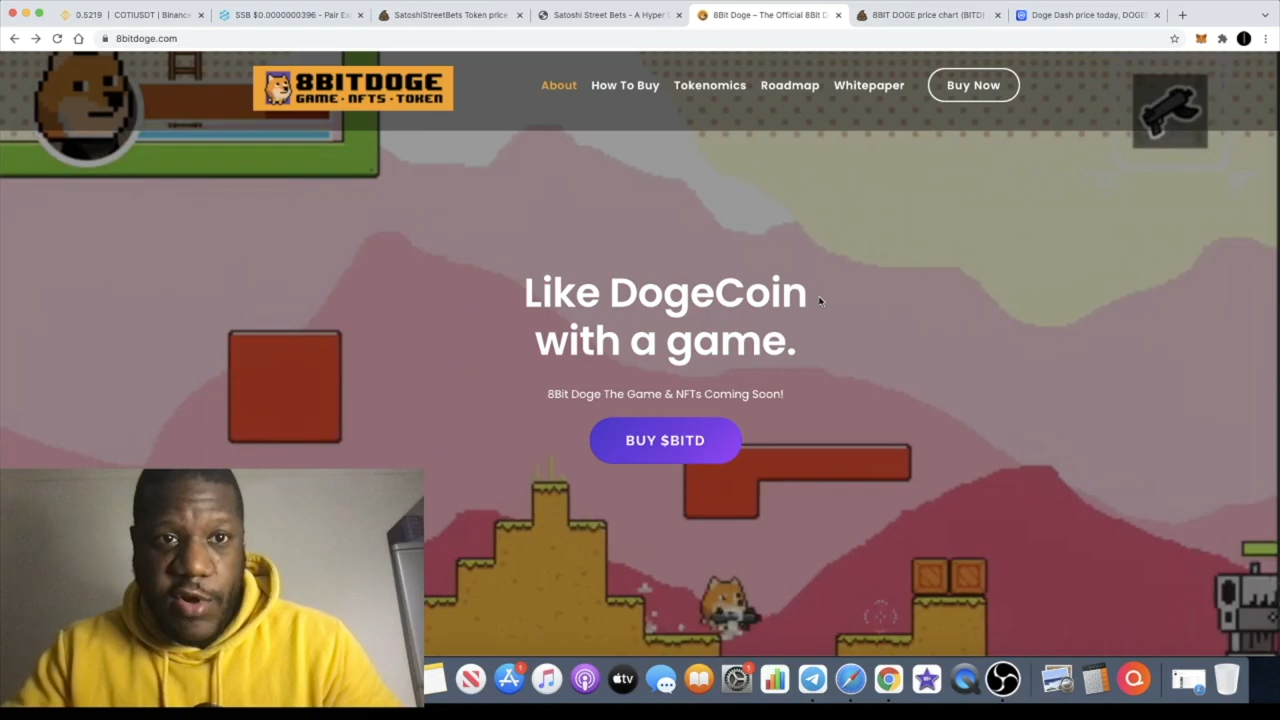 0.5219 | COTIUSDT | Binance
SSB $0.0000000396 - Pair Ex
SatoshiStreetBets Token price
Satoshi Street Bets - A Hyper
8Bit Doge – The Official 8Bit D
8BIT DOGE price chart (BITD)
Doge Dash price today, DOGE
8bitdoge.com
8BITDOGE
GAME·NFTS·TOKEN
About
How To Buy
Tokenomics
Roadmap
Whitepaper
Buy Now
Like DogeCoin
with a game.
8Bit Doge The Game & NFTs Coming Soon!
BUY $BITD
tv